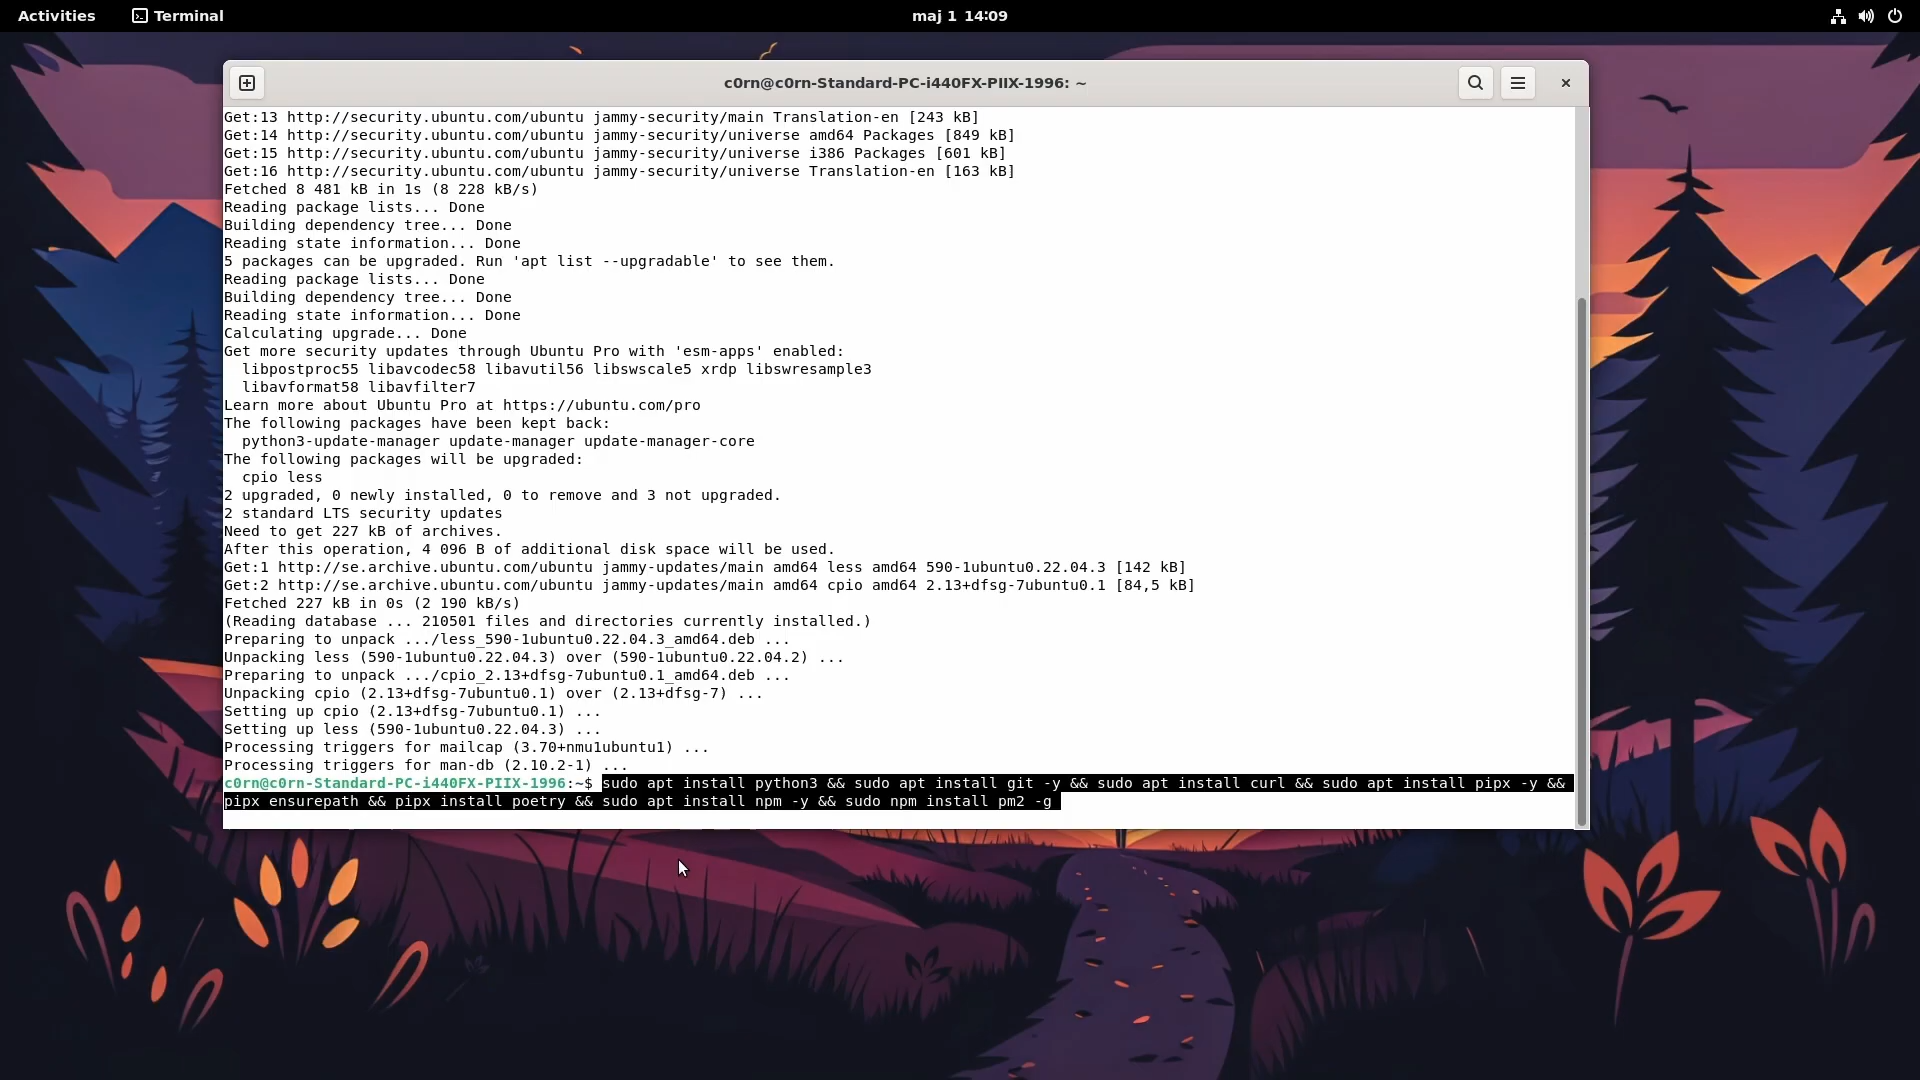 Activities Terminal maj 1 14:09
c0rn@c0rn-Standard-PC-i440FX-PIIX-1996: ~
Get:13 http://security.ubuntu.com/ubuntu jammy-security/main Translation-en [243 kB]
Get:14 http://security.ubuntu.com/ubuntu jammy-security/universe amd64 Packages [849 kB]
Get:15 http://security.ubuntu.com/ubuntu jammy-security/universe i386 Packages [601 kB]
Get:16 http://security.ubuntu.com/ubuntu jammy-security/universe Translation-en [163 kB]
Fetched 8 481 kB in 1s (8 228 kB/s)
Reading package lists... Done
Building dependency tree... Done
Reading state information... Done
5 packages can be upgraded. Run 'apt list --upgradable' to see them.
Reading package lists... Done
Building dependency tree... Done
Reading state information... Done
Calculating upgrade... Done
Get more security updates through Ubuntu Pro with 'esm-apps' enabled:
  libpostproc55 libavcodec58 libavutil56 libswscale5 xrdp libswresample3
  libavformat58 libavfilter7
Learn more about Ubuntu Pro at https://ubuntu.com/pro
The following packages have been kept back:
  python3-update-manager update-manager update-manager-core
The following packages will be upgraded:
  cpio less
2 upgraded, 0 newly installed, 0 to remove and 3 not upgraded.
2 standard LTS security updates
Need to get 227 kB of archives.
After this operation, 4 096 B of additional disk space will be used.
Get:1 http://se.archive.ubuntu.com/ubuntu jammy-updates/main amd64 less amd64 590-1ubuntu0.22.04.3 [142 kB]
Get:2 http://se.archive.ubuntu.com/ubuntu jammy-updates/main amd64 cpio amd64 2.13+dfsg-7ubuntu0.1 [84,5 kB]
Fetched 227 kB in 0s (2 190 kB/s)
(Reading database ... 210501 files and directories currently installed.)
Preparing to unpack .../less_590-1ubuntu0.22.04.3_amd64.deb ...
Unpacking less (590-1ubuntu0.22.04.3) over (590-1ubuntu0.22.04.2) ...
Preparing to unpack .../cpio_2.13+dfsg-7ubuntu0.1_amd64.deb ...
Unpacking cpio (2.13+dfsg-7ubuntu0.1) over (2.13+dfsg-7) ...
Setting up cpio (2.13+dfsg-7ubuntu0.1) ...
Setting up less (590-1ubuntu0.22.04.3) ...
Processing triggers for mailcap (3.70+nmu1ubuntu1) ...
Processing triggers for man-db (2.10.2-1) ...
c0rn@c0rn-Standard-PC-i440FX-PIIX-1996:~$ sudo apt install python3 && sudo apt install git -y && sudo apt install curl && sudo apt install pipx -y &&
pipx ensurepath && pipx install poetry && sudo apt install npm -y && sudo npm install pm2 -g